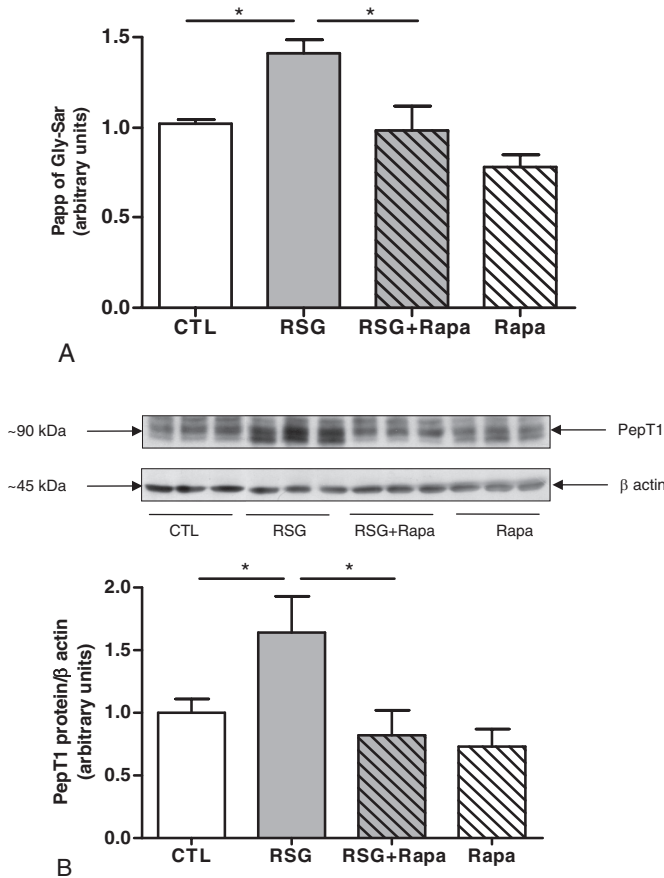 * *
1.5
1.0
0.5
0.0
Papp of Gly-Sar
(arbitrary units)
CTL RSG RSG+Rapa Rapa
A
~90 kDa PepT1
~45 kDa β actin
CTL RSG RSG+Rapa Rapa
* *
2.0
1.5
1.0
0.5
0.0
PepT1 protein/β actin
(arbitrary units)
CTL RSG RSG+Rapa Rapa
B